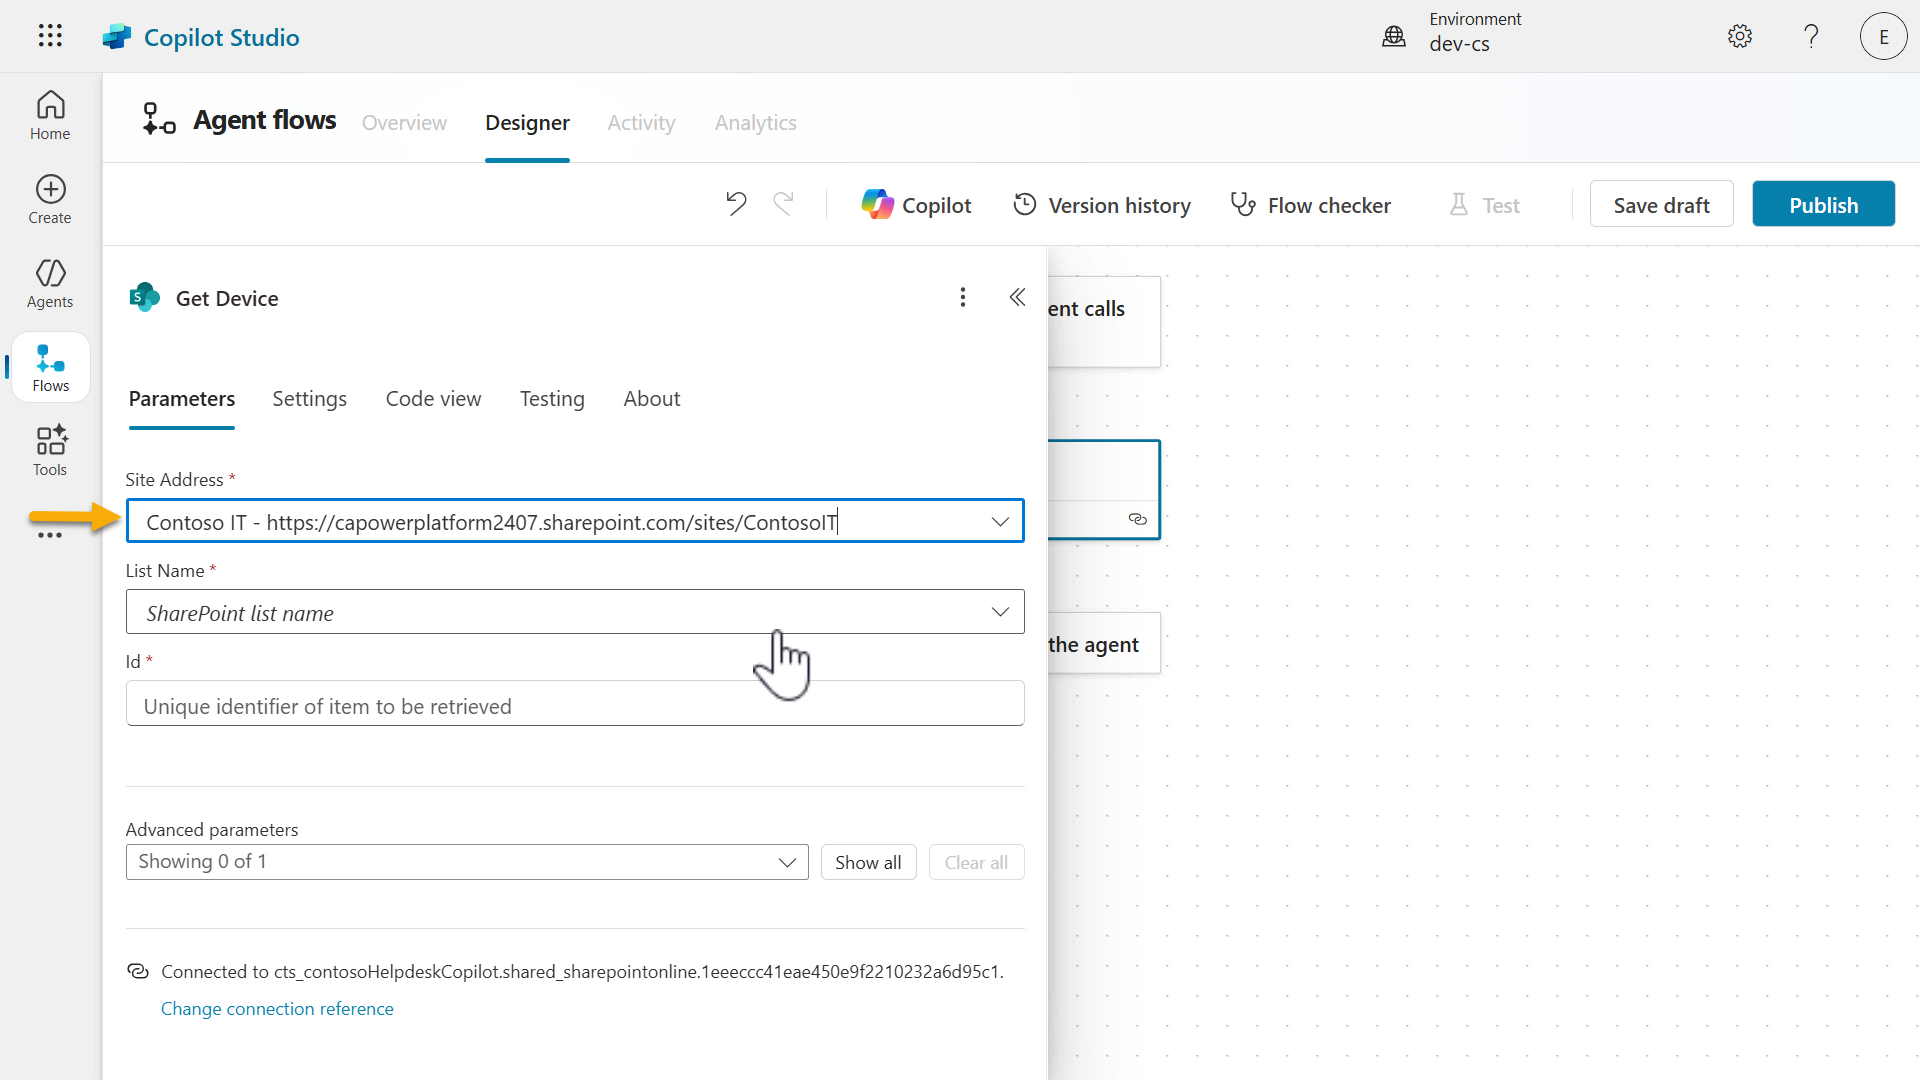 Copilot Studio
Environment
dev-cs
E
Home
Create
Agents
Flows
Tools
Agent flows
Overview
Designer
Activity
Analytics
Copilot
Version history
Flow checker
Test
Save draft
Publish
S
Get Device
Parameters
Settings
Code view
Testing
About
Site Address *
Contoso IT - https://capowerplatform2407.sharepoint.com/sites/ContosoIT
List Name *
SharePoint list name
Id *
Unique identifier of item to be retrieved
Advanced parameters
Showing 0 of 1
Show all
Clear all
Connected to cts_contosoHelpdeskCopilot.shared_sharepointonline.1eeeccc41eae450e9f2210232a6d95c1.
Change connection reference
ent calls
the agent